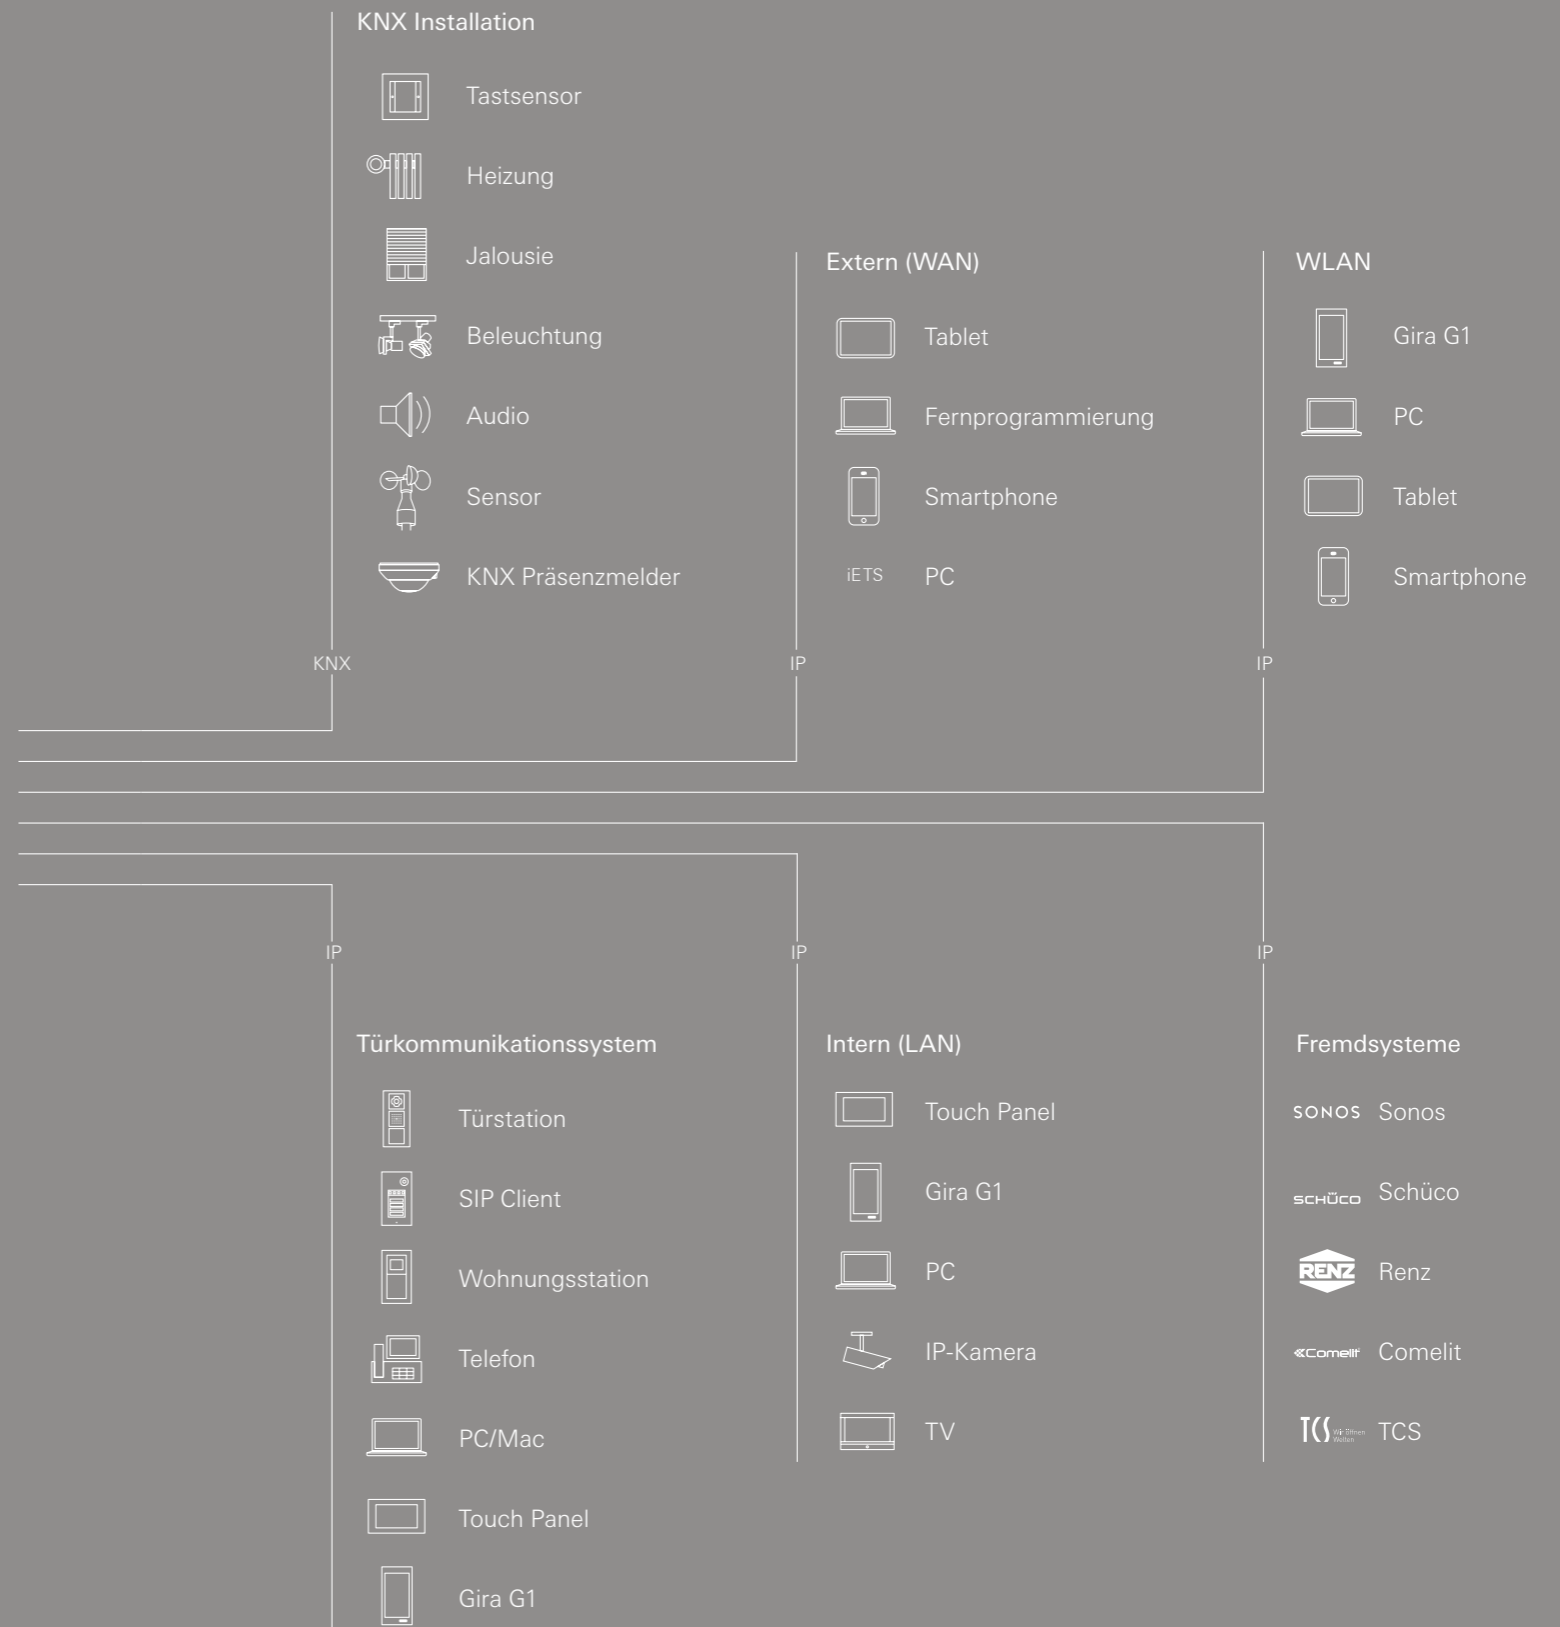 KNX Installation
Tastsensor
Heizung
Jalousie
Beleuchtung
Audio
Sensor
KNX Präsenzmelder
KNX
Extern (WAN)
Tablet
Fernprogrammierung
Smartphone
iETS PC
IP
WLAN
Gira G1
PC
Tablet
Smartphone
IP
IP
Türkommunikationssystem
Türstation
SIP Client
Wohnungsstation
Telefon
PC/Mac
Touch Panel
Gira G1
IP
Intern (LAN)
Touch Panel
Gira G1
PC
IP-Kamera
TV
IP
Fremdsysteme
SONOS Sonos
SCHÜCO Schüco
RENZ Renz
Comelit Comelit
TCS Wir öffnen
Welten
TCS